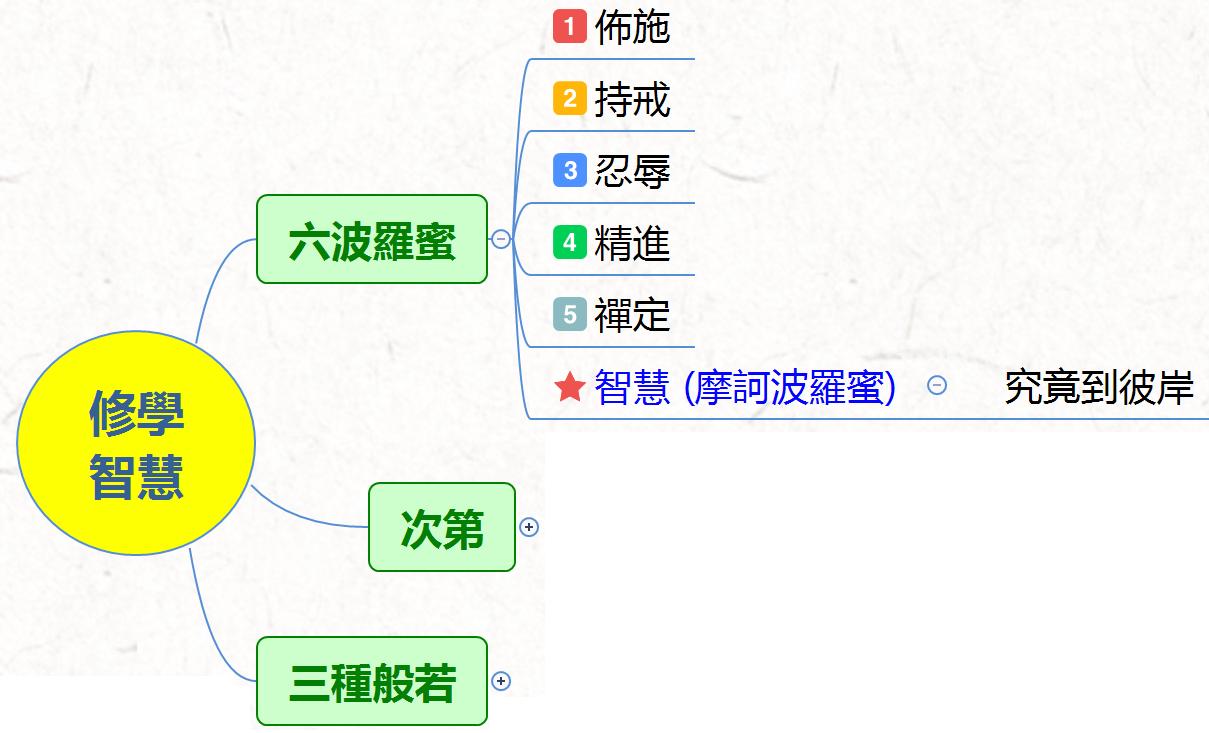 1 佈施
2 持戒
3 忍辱
4 精進
5 禪定
智慧 (摩訶波羅蜜)
究竟到彼岸
六波羅蜜
修學
智慧
次第
三種般若